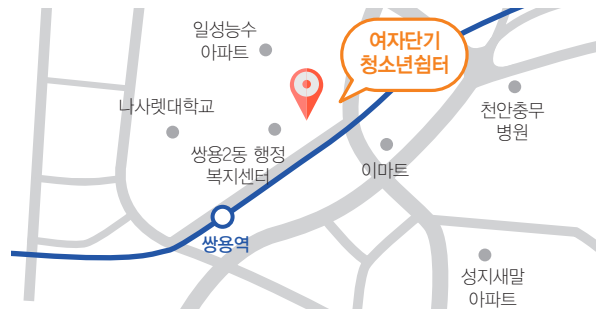 일성능수
아파트
여자단기
청소년쉼터
나사렛대학교
천안충무
병원
쌍용2동 행정
복지센터
이마트
쌍용역
성지새말
아파트